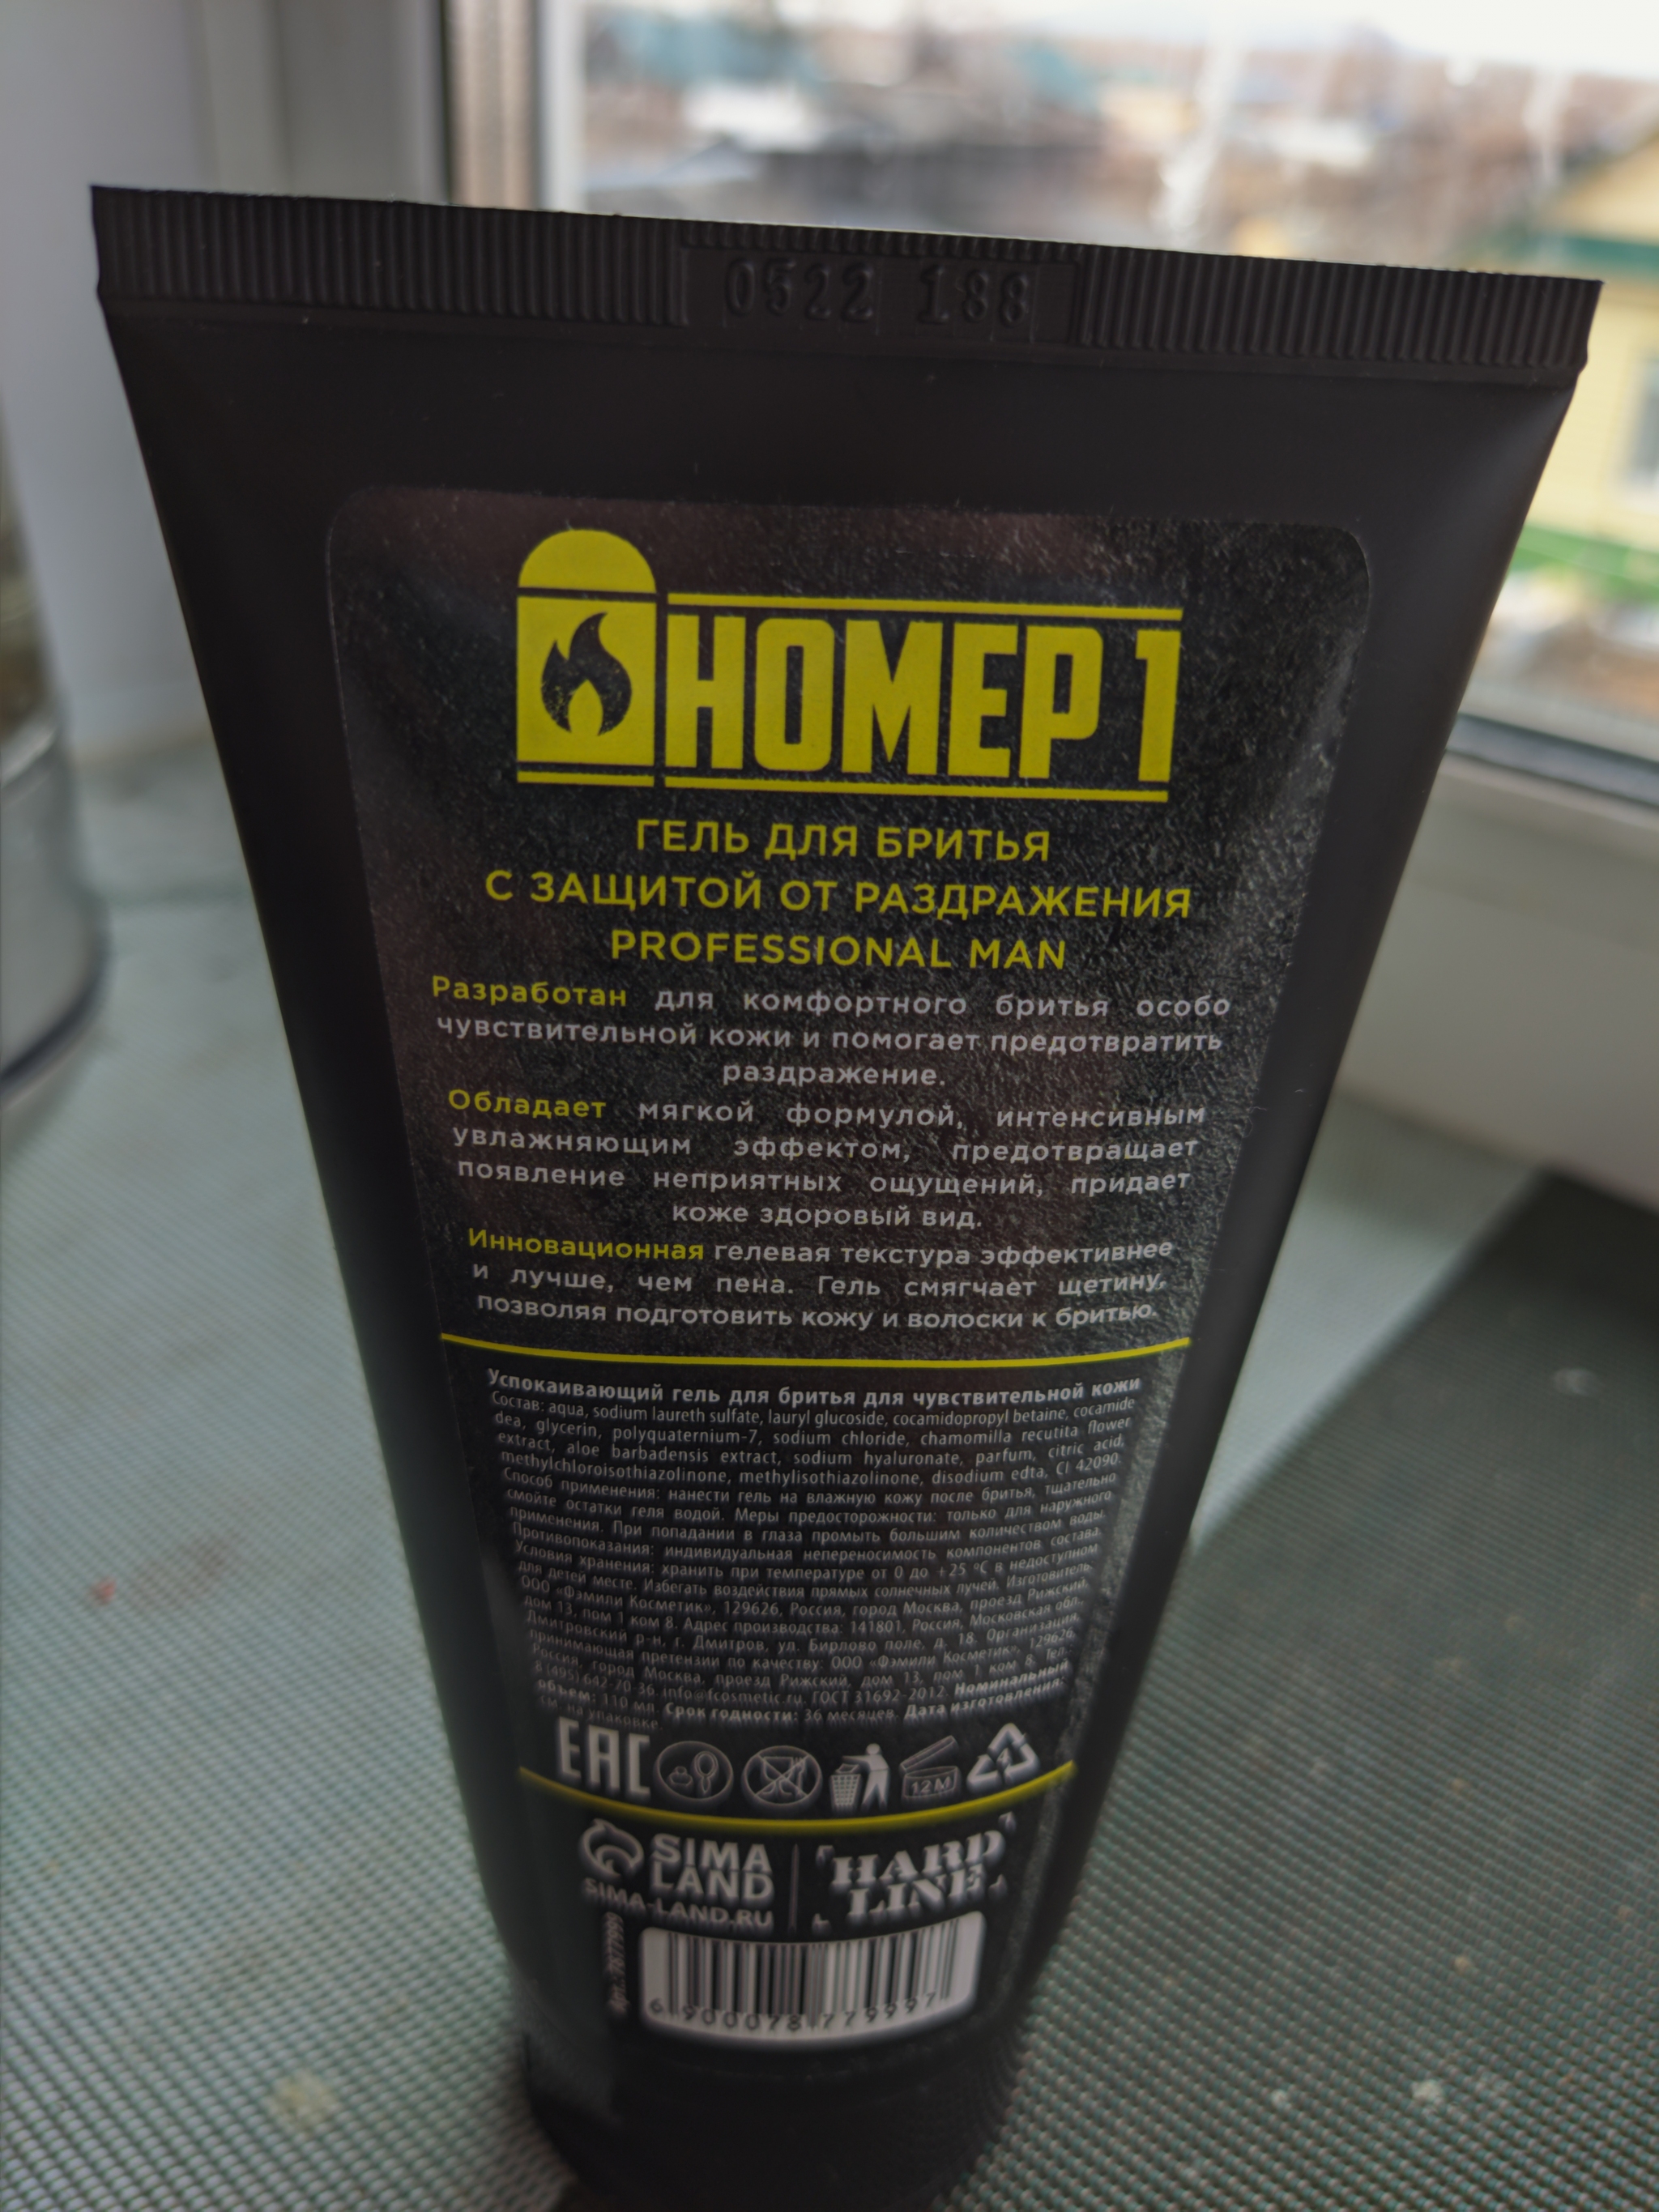 0522 188
НОМЕР 1
ГЕЛЬ ДЛЯ БРИТЬЯ
С ЗАЩИТОЙ ОТ РАЗДРАЖЕНИЯ
PROFESSIONAL MAN
Разработан для комфортного бритья особо
чувствительной кожи и помогает предотвратить
раздражение.
Обладает мягкой формулой, интенсивным
увлажняющим эффектом, предотвращает
появление неприятных ощущений, придает
коже здоровый вид.
Инновационная гелевая текстура эффективнее
и лучше, чем пена. Гель смягчает щетину,
позволяя подготовить кожу и волоски к бритью.
Успокаивающий гель для бритья для чувствительной кожи
Состав: aqua, sodium laureth sulfate, lauryl glucoside, cocamidopropyl betaine, cocamide
dea, glycerin, polyquaternium-7, sodium chloride, chamomilla recutita flower
extract, aloe barbadensis extract, sodium hyaluronate, parfum, citric acid,
methylchloroisothiazolinone, methylisothiazolinone, disodium edta, CI 42090.
Способ применения: нанести гель на влажную кожу после бритья, тщательно
смойте остатки геля водой. Меры предосторожности: только для наружного
применения. При попадании в глаза промыть большим количеством воды.
Противопоказания: индивидуальная непереносимость компонентов состава.
Условия хранения: хранить при температуре от 0 до +25 °С в недоступном
для детей месте. Избегать воздействия прямых солнечных лучей. Изготовитель:
ООО «Фэмили Косметик», 129626, Россия, город Москва, проезд Рижский,
дом 13, пом 1 ком 8. Адрес производства: 141801, Россия, Московская обл.,
Дмитровский р-н, г. Дмитров, ул. Бирлово поле, д. 18. Организация,
принимающая претензии по качеству: ООО «Фэмили Косметик», 129626,
Россия, город Москва, проезд Рижский, дом 13, пом 1 ком 8. Тел.:
8 (495) 642-70-36. info@fcosmetic.ru. ГОСТ 31692-2012. Номинальный
объем: 110 мл. Срок годности: 36 месяцев. Дата изготовления:
см. на упаковке.
ЕАС
12M
4
SIMA
LAND
SIMA-LAND.RU
HARD
LINE
Арт.: 7877999
6 900078 779997